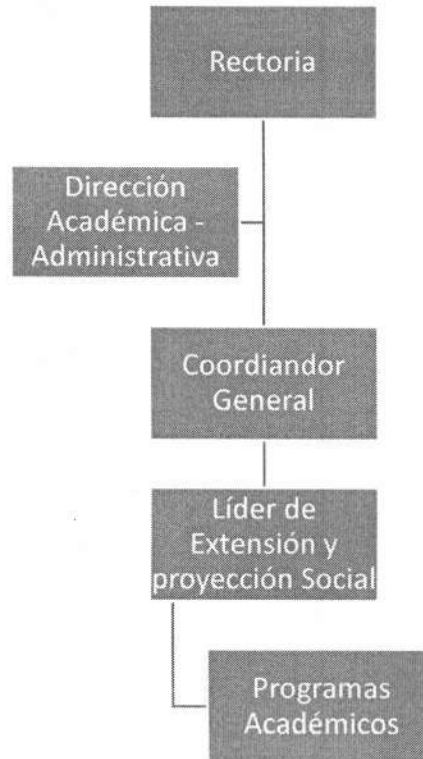 Rectoria
Dirección
Académica -
Administrativa
Coordiandor
General
Líder de
Extensión y
proyección Social
Programas
Académicos